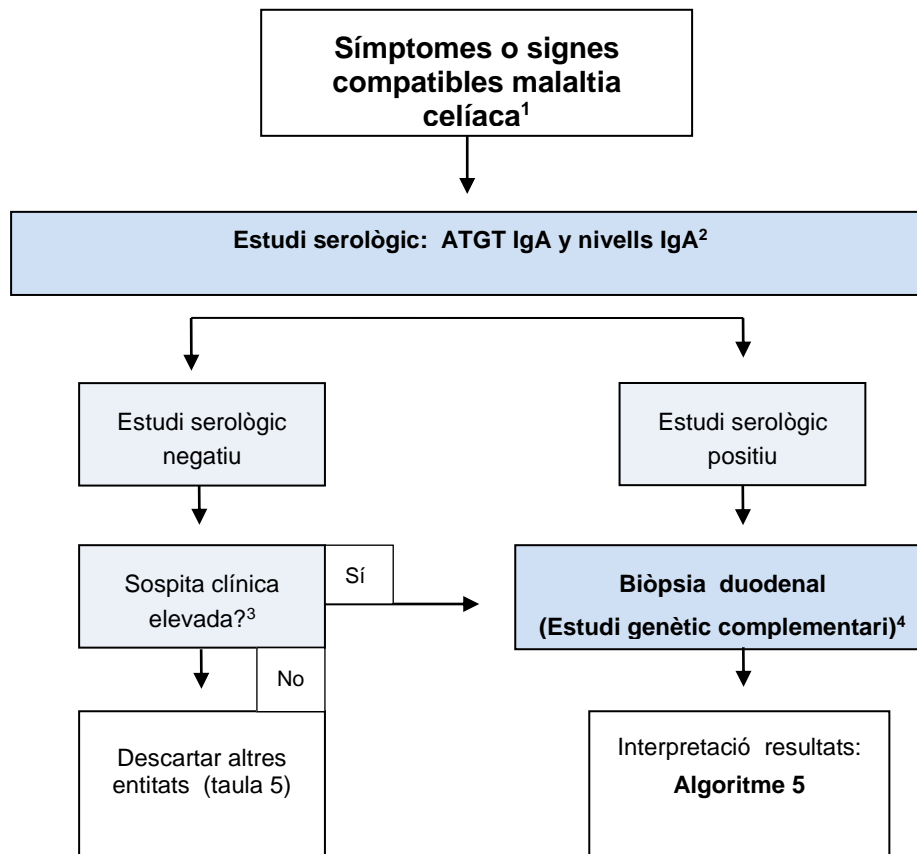 Símptomes o signes
compatibles malaltia
celíaca¹
Estudi serològic: ATGT IgA y nivells IgA²
Estudi serològic
negatiu
Estudi serològic
positiu
Sospita clínica
elevada?³
Sí
No
Biòpsia duodenal
(Estudi genètic complementari)⁴
Descartar altres
entitats (taula 5)
Interpretació resultats:
Algoritme 5